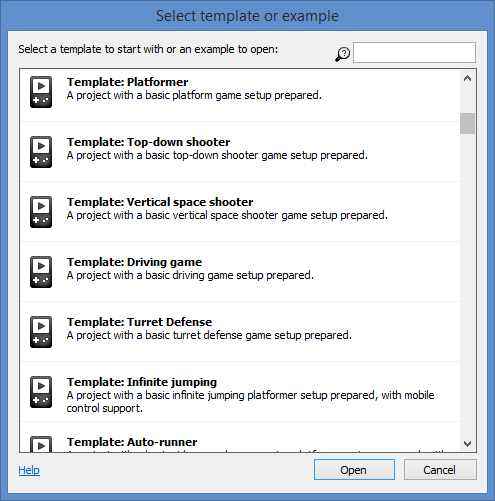 Select template or example
Select a template to start with or an example to open:
Template: Platformer
A project with a basic platform game setup prepared.
Template: Top-down shooter
A project with a basic top-down shooter game setup prepared.
Template: Vertical space shooter
A project with a basic vertical space shooter game setup prepared.
Template: Driving game
A project with a basic driving game setup prepared.
Template: Turret Defense
A project with a basic turret defense game setup prepared.
Template: Infinite jumping
A project with a basic infinite jumping platformer setup prepared, with mobile
control support.
Template: Auto-runner
Help
Open
Cancel